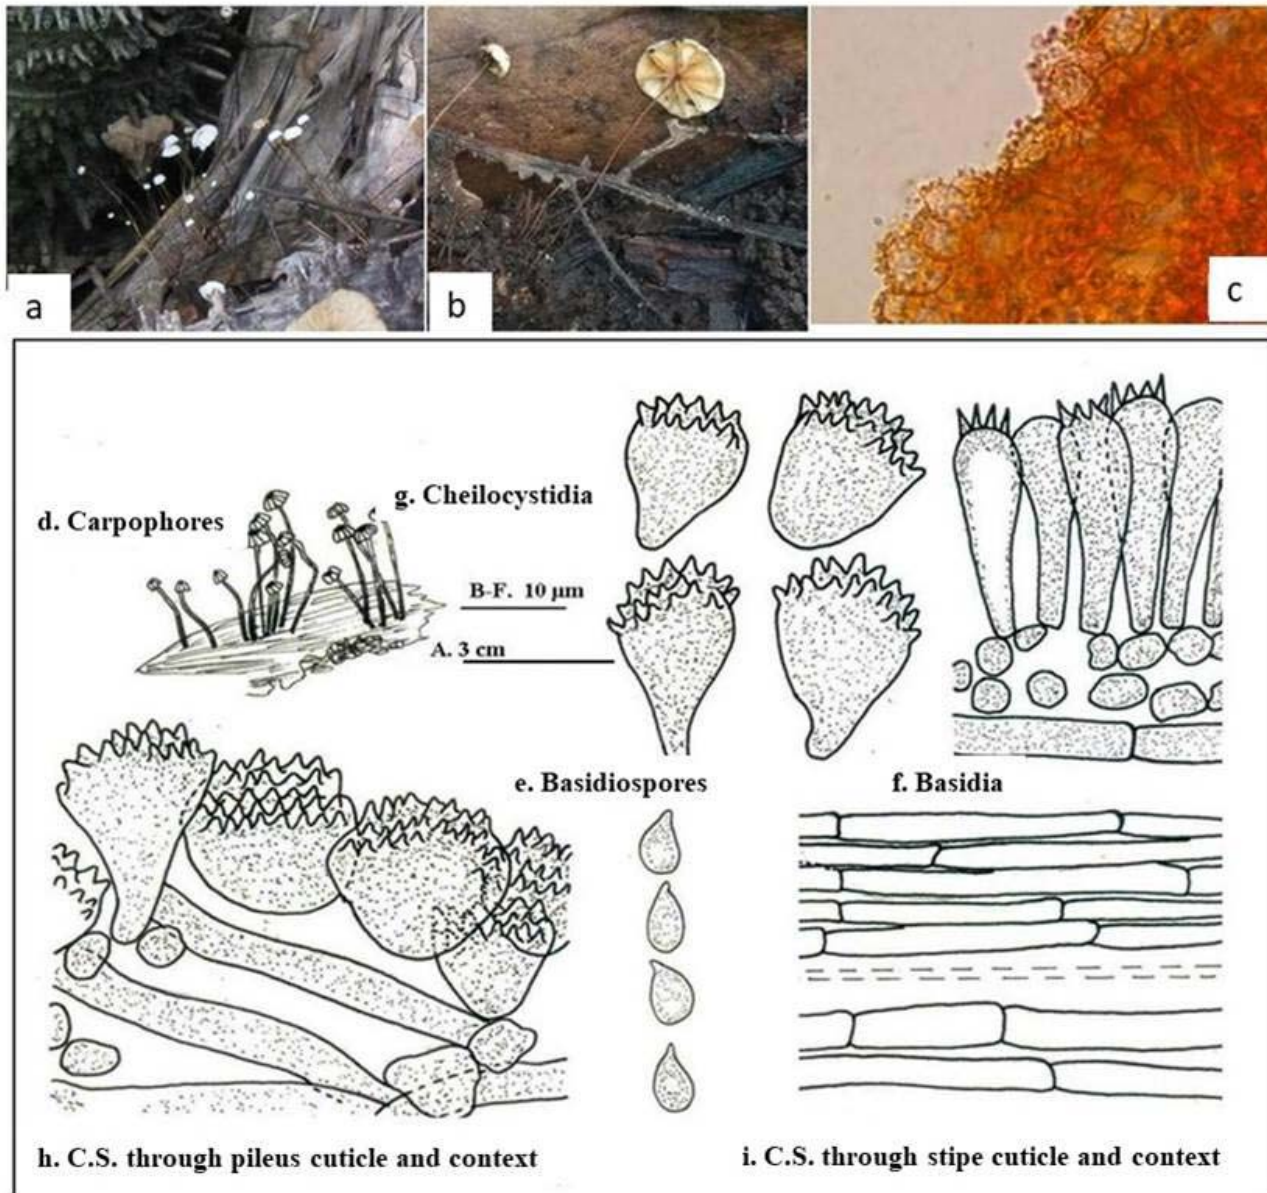 a
b
c
g. Cheilocystidia
d. Carpophores
B-F. 10 µm
A. 3 cm
e. Basidiospores
f. Basidia
h. C.S. through pileus cuticle and context
i. C.S. through stipe cuticle and context